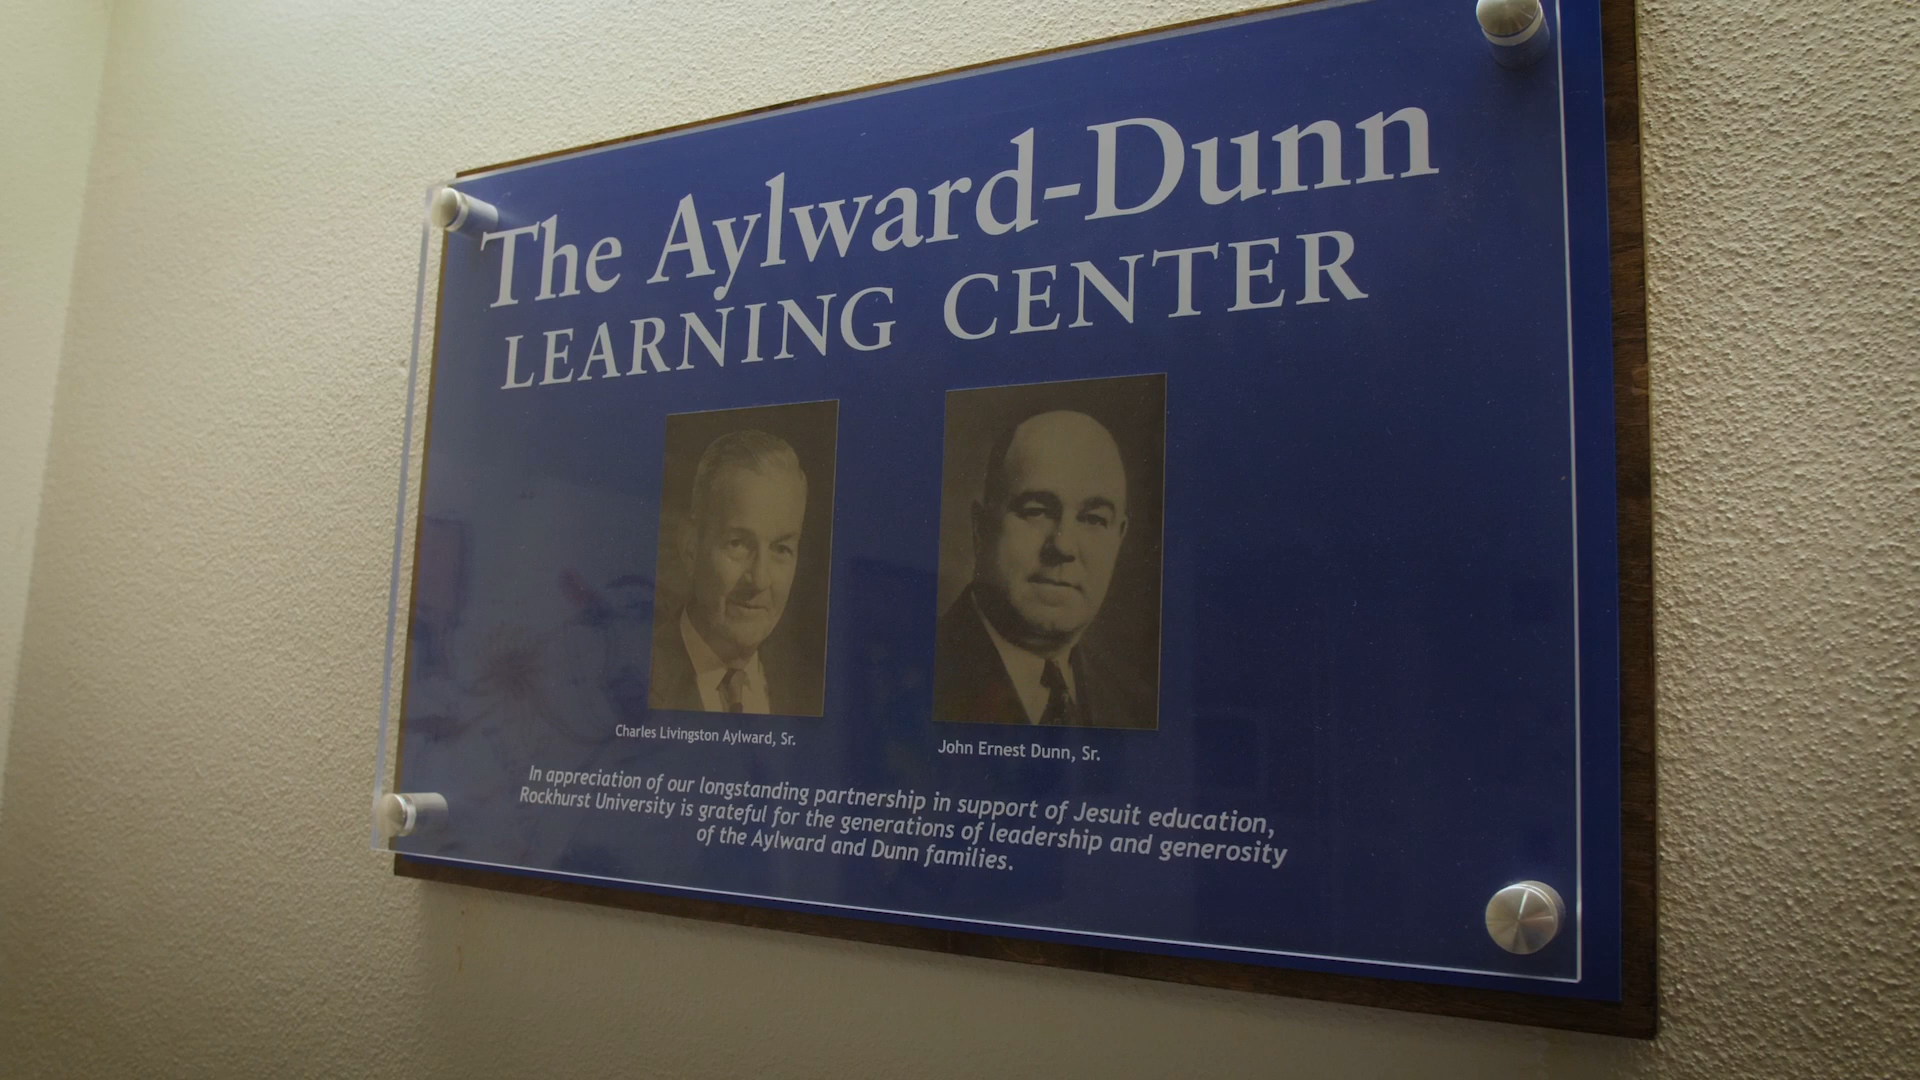 The Aylward-Dunn
LEARNING CENTER
Charles Livingston Aylward, Sr.
John Ernest Dunn, Sr.
In appreciation of our longstanding partnership in support of Jesuit education,
Rockhurst University is grateful for the generations of leadership and generosity
of the Aylward and Dunn families.